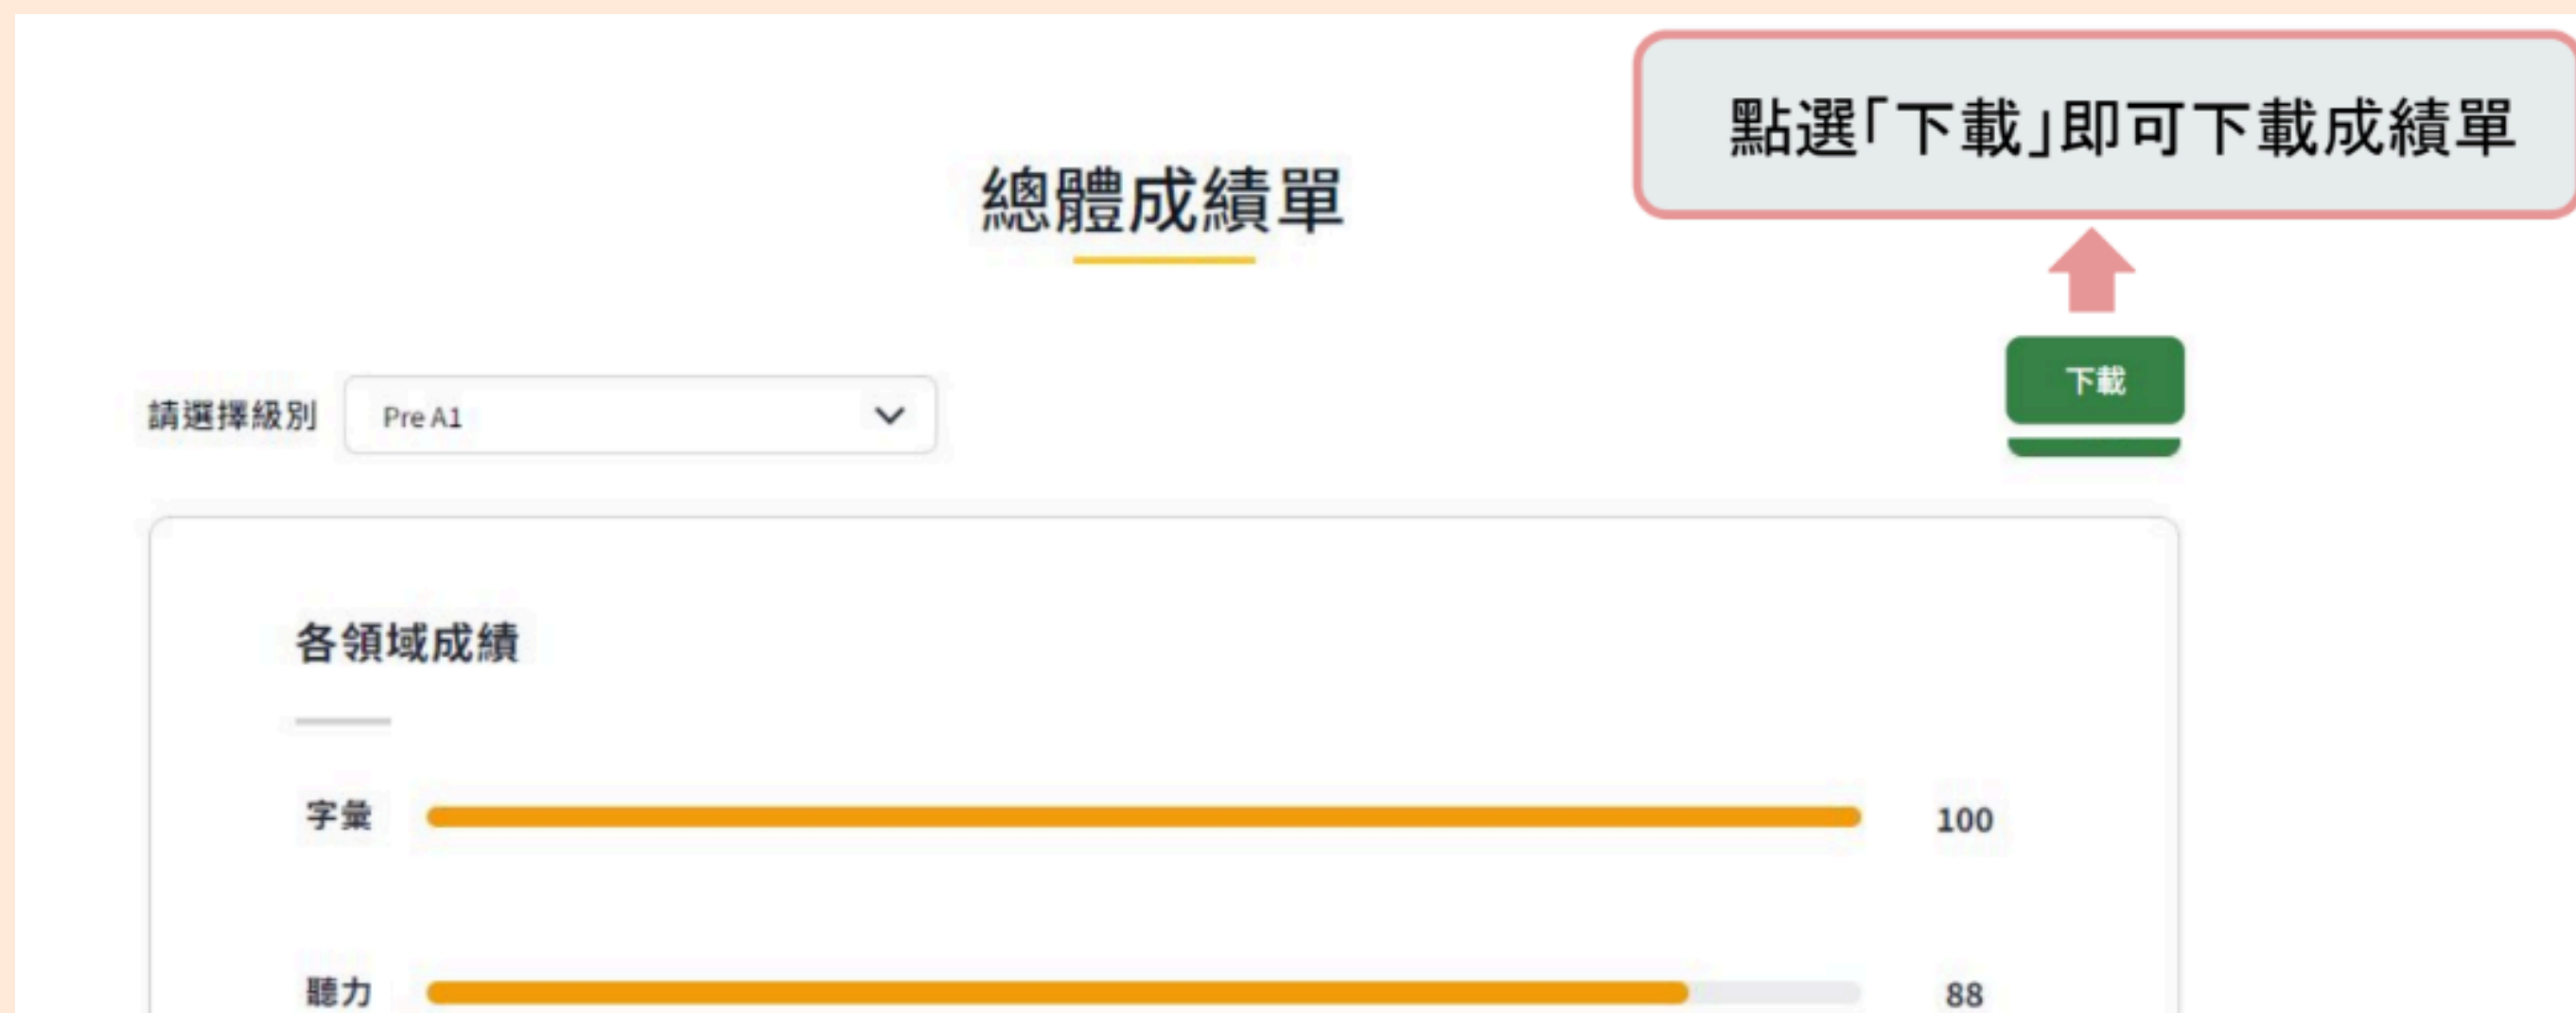 點選「下載」即可下載成績單
總體成績單
下載
請選擇級別 Pre A1
各領域成績
字彙 100
聽力 88